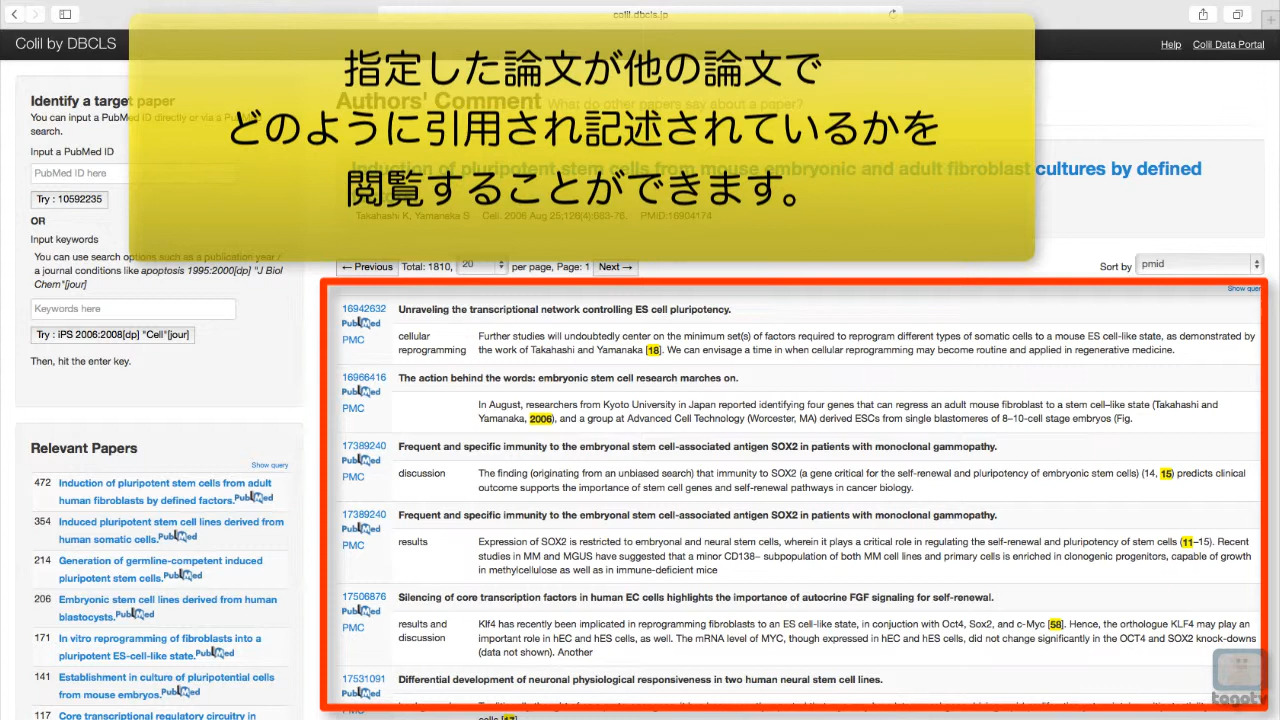 colil.dbcls.jp
Colil by DBCLS
Help
Colil Data Portal
指定した論文が他の論文で
どのように引用され記述されているかを
閲覧することができます。
Identify a target paper
You can input a PubMed ID directly or via a PubMed
search.
Input a PubMed ID
PubMed ID here
Try : 10592235
OR
Input keywords
You can use search options such as a publication year /
a journal conditions like apoptosis 1995:2000[dp] "J Biol
Chem"[jour]
Keywords here
Try : iPS 2006:2008[dp] "Cell"[jour]
Then, hit the enter key.
Relevant Papers
Show query
472 Induction of pluripotent stem cells from adult
human fibroblasts by defined factors. PubMed
354 Induced pluripotent stem cell lines derived from
human somatic cells. PubMed
214 Generation of germline-competent induced
pluripotent stem cells. PubMed
206 Embryonic stem cell lines derived from human
blastocysts. PubMed
171 In vitro reprogramming of fibroblasts into a
pluripotent ES-cell-like state. PubMed
141 Establishment in culture of pluripotential cells
from mouse embryos. PubMed
117 Core transcriptional regulatory circuitry in
Authors' Comment What do other papers say about a paper?
Induction of pluripotent stem cells from mouse embryonic and adult fibroblast cultures by defined
Takahashi K, Yamanaka S Cell. 2006 Aug 25;126(4):663-76. PMID:16904174
← Previous Total: 1810, 20 per page, Page: 1 Next →
Sort by pmid
Show quer
16942632 Unraveling the transcriptional network controlling ES cell pluripotency.
PubMed
PMC
cellular
reprogramming
Further studies will undoubtedly center on the minimum set(s) of factors required to reprogram different types of somatic cells to a mouse ES cell-like state, as demonstrated by
the work of Takahashi and Yamanaka [18]. We can envisage a time in when cellular reprogramming may become routine and applied in regenerative medicine.
16966416 The action behind the words: embryonic stem cell research marches on.
PubMed
PMC
In August, researchers from Kyoto University in Japan reported identifying four genes that can regress an adult mouse fibroblast to a stem cell–like state (Takahashi and
Yamanaka, 2006), and a group at Advanced Cell Technology (Worcester, MA) derived ESCs from single blastomeres of 8–10-cell stage embryos (Fig.
17389240 Frequent and specific immunity to the embryonal stem cell-associated antigen SOX2 in patients with monoclonal gammopathy.
PubMed
PMC
discussion
The finding (originating from an unbiased search) that immunity to SOX2 (a gene critical for the self-renewal and pluripotency of embryonic stem cells) (14, 15) predicts clinical
outcome supports the importance of stem cell genes and self-renewal pathways in cancer biology.
17389240 Frequent and specific immunity to the embryonal stem cell-associated antigen SOX2 in patients with monoclonal gammopathy.
PubMed
PMC
results
Expression of SOX2 is restricted to embryonal and neural stem cells, wherein it plays a critical role in regulating the self-renewal and pluripotency of stem cells (11–15). Recent
studies in MM and MGUS have suggested that a minor CD138− subpopulation of both MM cell lines and primary cells is enriched in clonogenic progenitors, capable of growth
in methylcellulose as well as in immune-deficient mice
17506876 Silencing of core transcription factors in human EC cells highlights the importance of autocrine FGF signaling for self-renewal.
PubMed
PMC
results and
discussion
Klf4 has recently been implicated in reprogramming fibroblasts to an ES cell-like state, in conjunction with Oct4, Sox2, and c-Myc [58]. Hence, the orthologue KLF4 may play an
important role in hEC and hES cells, as well. The mRNA level of MYC, though expressed in hEC and hES cells, did not change significantly in the OCT4 and SOX2 knock-downs
(data not shown). Another
17531091 Differential development of neuronal physiological responsiveness in two human neural stem cell lines.
PubMed
cells [17]
togotv